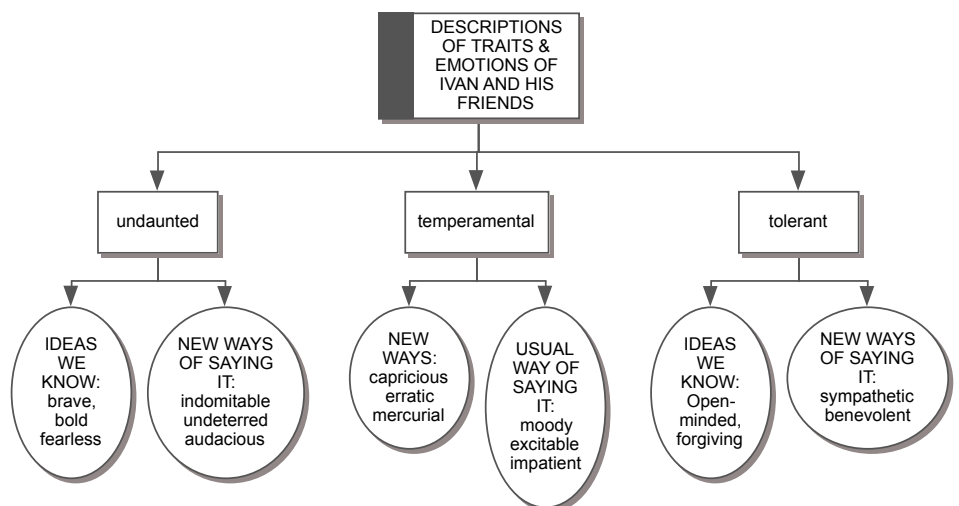 DESCRIPTIONS
OF TRAITS &
EMOTIONS OF
IVAN AND HIS
FRIENDS
undaunted
temperamental
tolerant
IDEAS
WE
KNOW:
brave,
bold
fearless
NEW WAYS
OF SAYING
IT:
indomitable
undeterred
audacious
NEW
WAYS:
capricious
erratic
mercurial
USUAL
WAY OF
SAYING
IT:
moody
excitable
impatient
IDEAS
WE
KNOW:
Open-
minded,
forgiving
NEW WAYS
OF SAYING
IT:
sympathetic
benevolent